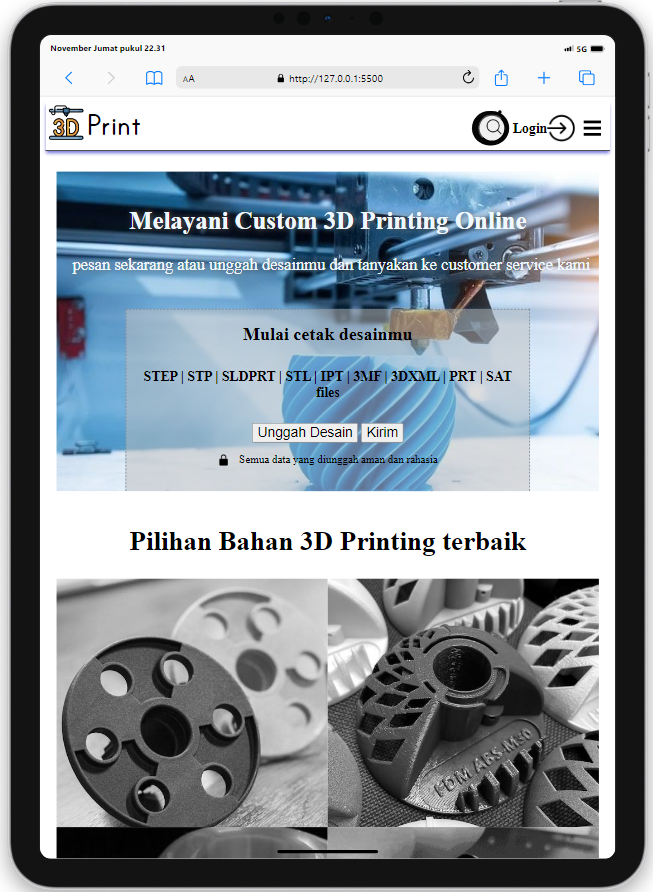 November Jumat pukul 22.31
5G
AA
http://127.0.0.1:5500
3D Print
Login
Melayani Custom 3D Printing Online
pesan sekarang atau unggah desainmu dan tanyakan ke customer service kami
Mulai cetak desainmu
STEP | STP | SLDPRT | STL | IPT | 3MF | 3DXML | PRT | SAT
files
Unggah Desain Kirim
Semua data yang diunggah aman dan rahasia
Pilihan Bahan 3D Printing terbaik
FDM ABS-M30